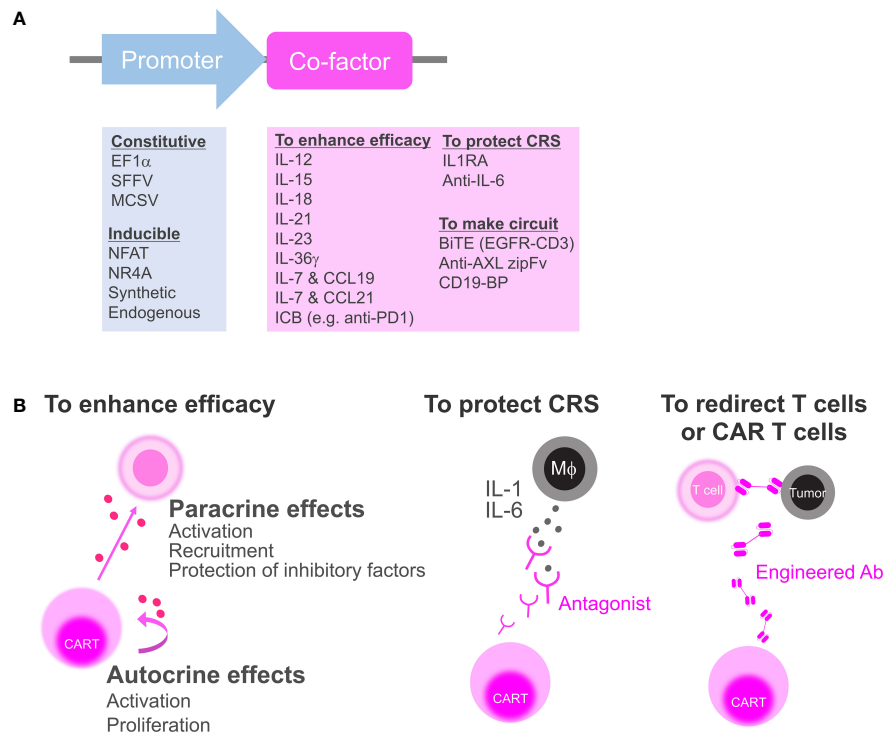 A
Promoter
Co-factor
Constitutive
EF1α
SFFV
MCSV
Inducible
NFAT
NR4A
Synthetic
Endogenous
To enhance efficacy
IL-12
IL-15
IL-18
IL-21
IL-23
IL-36γ
IL-7 & CCL19
IL-7 & CCL21
ICB (e.g. anti-PD1)
To protect CRS
IL1RA
Anti-IL-6
To make circuit
BiTE (EGFR-CD3)
Anti-AXL zipFv
CD19-BP
B
To enhance efficacy
Paracrine effects
Activation
Recruitment
Protection of inhibitory factors
CART
Autocrine effects
Activation
Proliferation
To protect CRS
Mϕ
IL-1
IL-6
Antagonist
CART
To redirect T cells
or CAR T cells
T cell
Tumor
Engineered Ab
CART